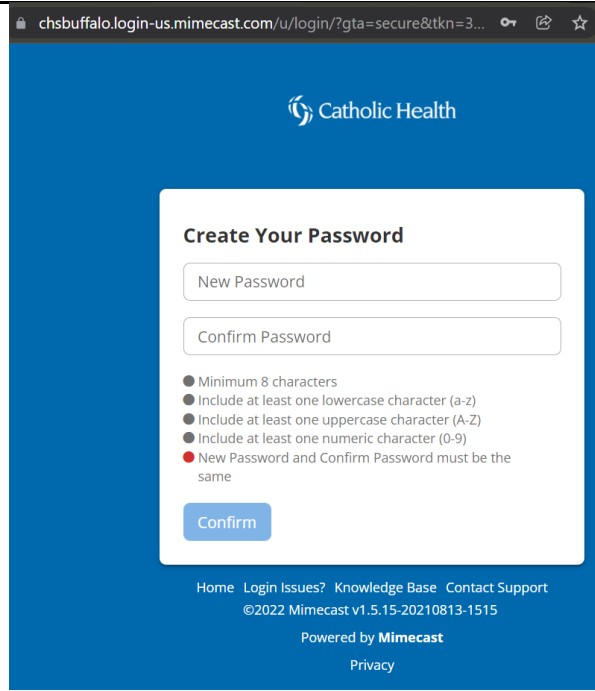 chsbuffalo.login-us.mimecast.com/u/login/?gta=secure&tkn=3...
Catholic Health
Create Your Password
New Password
Confirm Password
Minimum 8 characters
Include at least one lowercase character (a-z)
Include at least one uppercase character (A-Z)
Include at least one numeric character (0-9)
New Password and Confirm Password must be the
same
Confirm
Home Login Issues? Knowledge Base Contact Support
©2022 Mimecast v1.5.15-20210813-1515
Powered by Mimecast
Privacy